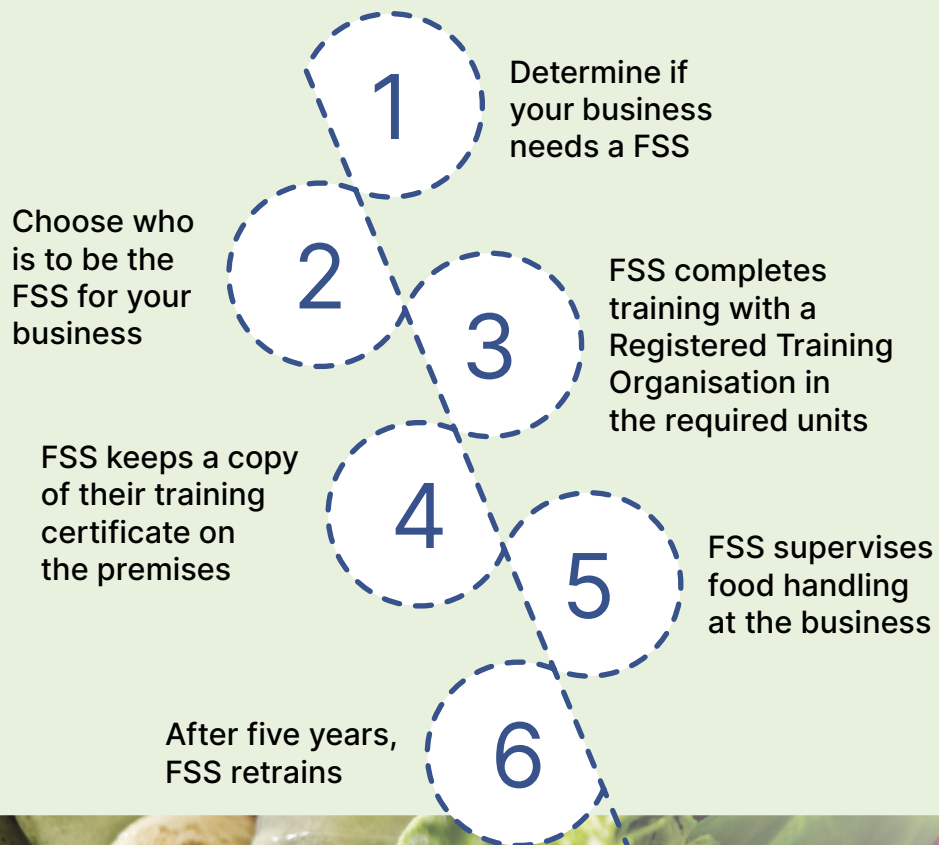 1
Determine if
your business
needs a FSS
2
Choose who
is to be the
FSS for your
business
3
FSS completes
training with a
Registered Training
Organisation in
the required units
4
FSS keeps a copy
of their training
certificate on
the premises
5
FSS supervises
food handling
at the business
6
After five years,
FSS retrains